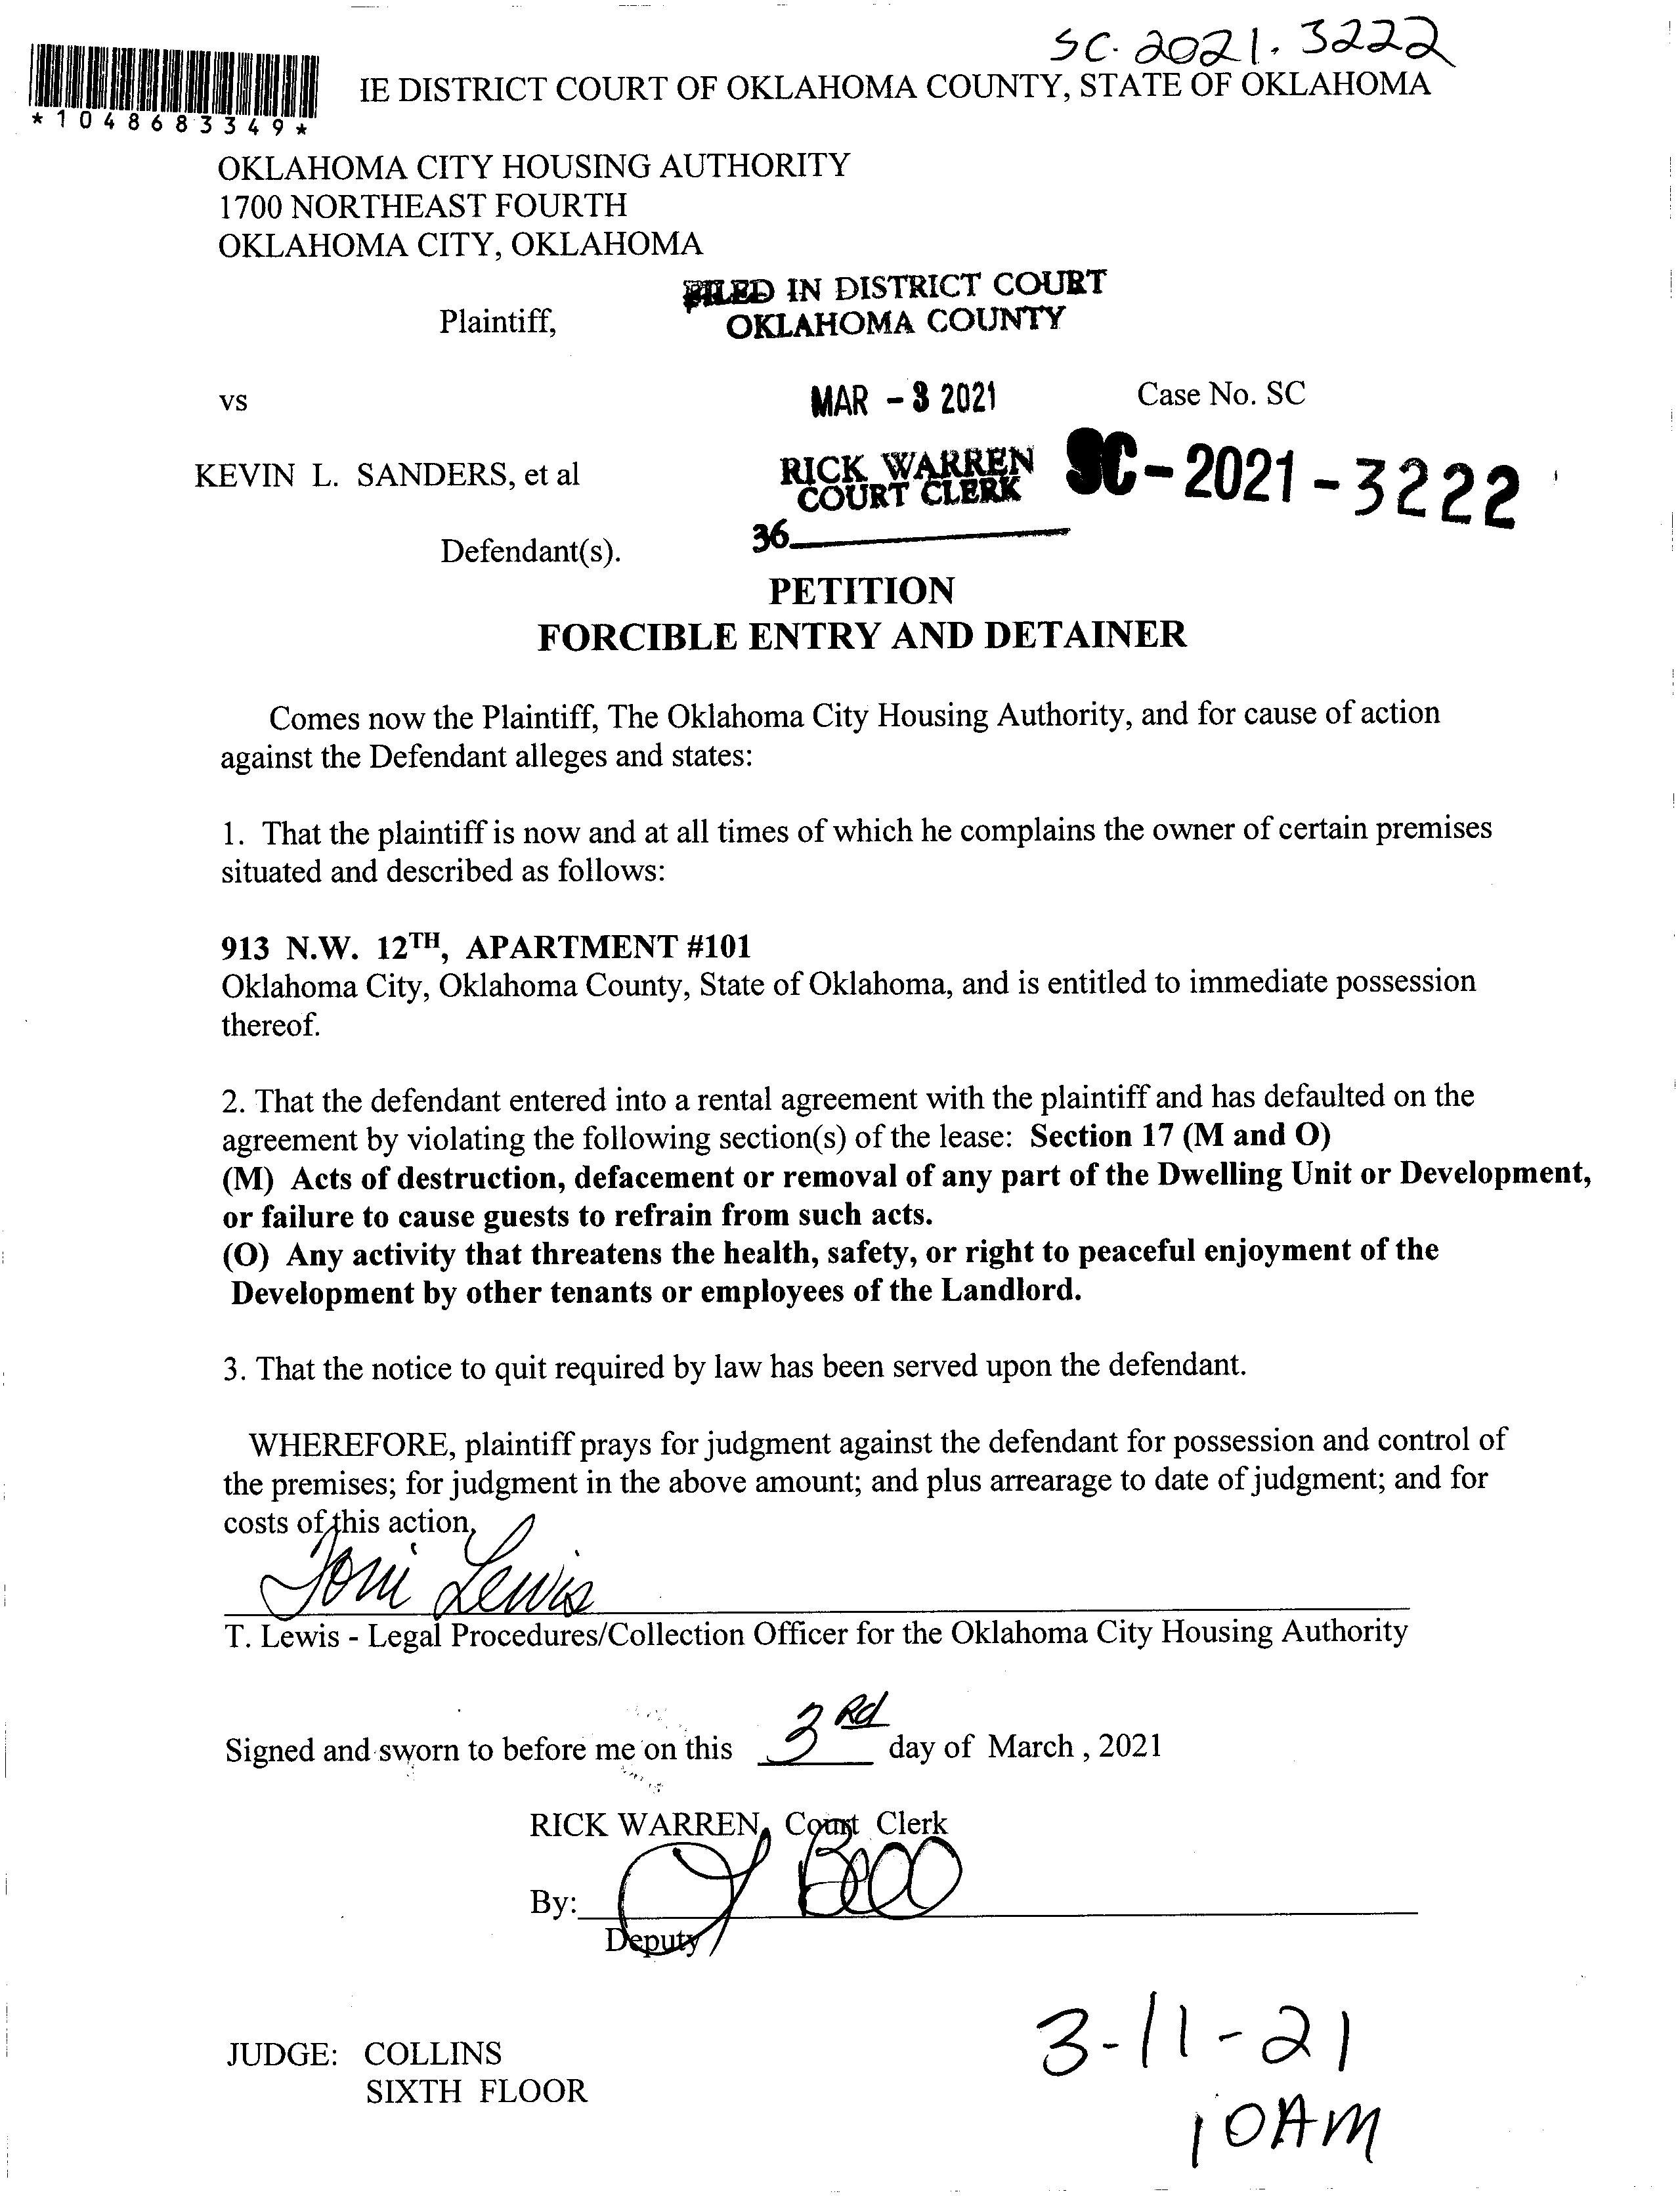 SC. 2021. 3222
IE DISTRICT COURT OF OKLAHOMA COUNTY, STATE OF OKLAHOMA
*1048683349*
OKLAHOMA CITY HOUSING AUTHORITY
1700 NORTHEAST FOURTH
OKLAHOMA CITY, OKLAHOMA
FILED IN DISTRICT COURT
Plaintiff,
OKLAHOMA COUNTY
vs
MAR - 3 2021
Case No. SC
KEVIN L. SANDERS, et al
RICK WARREN
COURT CLERK
SC-2021-3222
36
Defendant(s).
PETITION
FORCIBLE ENTRY AND DETAINER
Comes now the Plaintiff, The Oklahoma City Housing Authority, and for cause of action
against the Defendant alleges and states:
1. That the plaintiff is now and at all times of which he complains the owner of certain premises
situated and described as follows:
913 N.W. 12TH, APARTMENT #101
Oklahoma City, Oklahoma County, State of Oklahoma, and is entitled to immediate possession
thereof.
2. That the defendant entered into a rental agreement with the plaintiff and has defaulted on the
agreement by violating the following section(s) of the lease: Section 17 (M and O)
(M) Acts of destruction, defacement or removal of any part of the Dwelling Unit or Development,
or failure to cause guests to refrain from such acts.
(O) Any activity that threatens the health, safety, or right to peaceful enjoyment of the
Development by other tenants or employees of the Landlord.
3. That the notice to quit required by law has been served upon the defendant.
WHEREFORE, plaintiff prays for judgment against the defendant for possession and control of
the premises; for judgment in the above amount; and plus arrearage to date of judgment; and for
costs of this action.
Toni Lewis
T. Lewis - Legal Procedures/Collection Officer for the Oklahoma City Housing Authority
Signed and sworn to before me on this 3Rd day of March , 2021
RICK WARREN, Court Clerk
By:
Deputy
JUDGE: COLLINS
SIXTH FLOOR
3-11-21
10AM